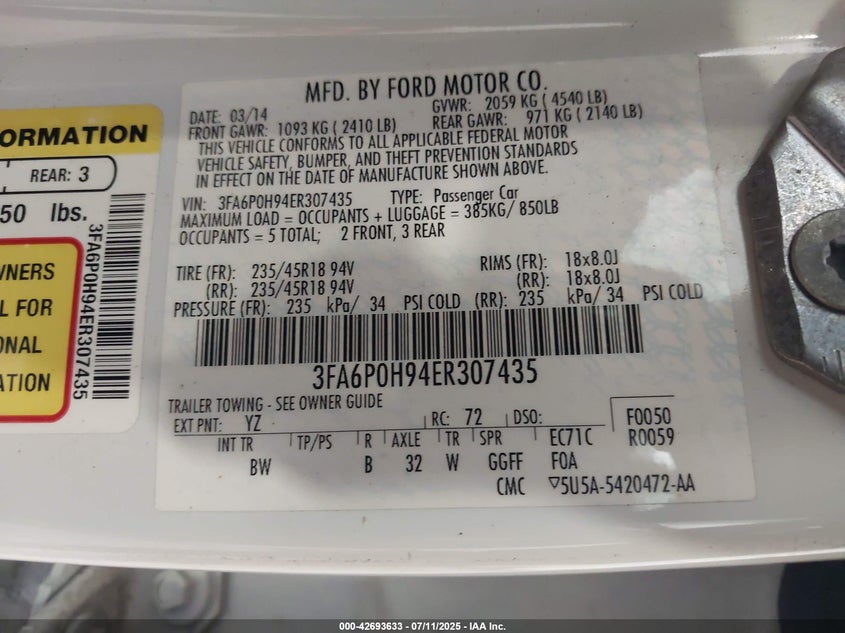 ORMATION
REAR: 3
50 lbs.
WNERS
L FOR
ONAL
ATION
3FA6P0H94ER307435
MFD. BY FORD MOTOR CO.
DATE: 03/14 GVWR: 2059 KG ( 4540 LB)
FRONT GAWR: 1093 KG ( 2410 LB) REAR GAWR: 971 KG ( 2140 LB)
THIS VEHICLE CONFORMS TO ALL APPLICABLE FEDERAL MOTOR
VEHICLE SAFETY, BUMPER, AND THEFT PREVENTION STANDARDS
IN EFFECT ON THE DATE OF MANUFACTURE SHOWN ABOVE.
VIN: 3FA6P0H94ER307435 TYPE: Passenger Car
MAXIMUM LOAD = OCCUPANTS + LUGGAGE = 385KG/ 850LB
OCCUPANTS = 5 TOTAL; 2 FRONT, 3 REAR
TIRE (FR): 235/45R18 94V RIMS (FR): 18x8.0J
(RR): 235/45R18 94V (RR): 18x8.0J
PRESSURE (FR): 235 kPa/ 34 PSI COLD (RR): 235 kPa/ 34 PSI COLD
3FA6P0H94ER307435
TRAILER TOWING - SEE OWNER GUIDE
EXT PNT: YZ RC: 72 DSO: F0050
INT TR TP/PS R AXLE TR SPR EC71C R0059
BW B 32 W GGFF FOA
CMC ▽5U5A-5420472-AA
000-42693633 07/11/2025 IAA Inc.